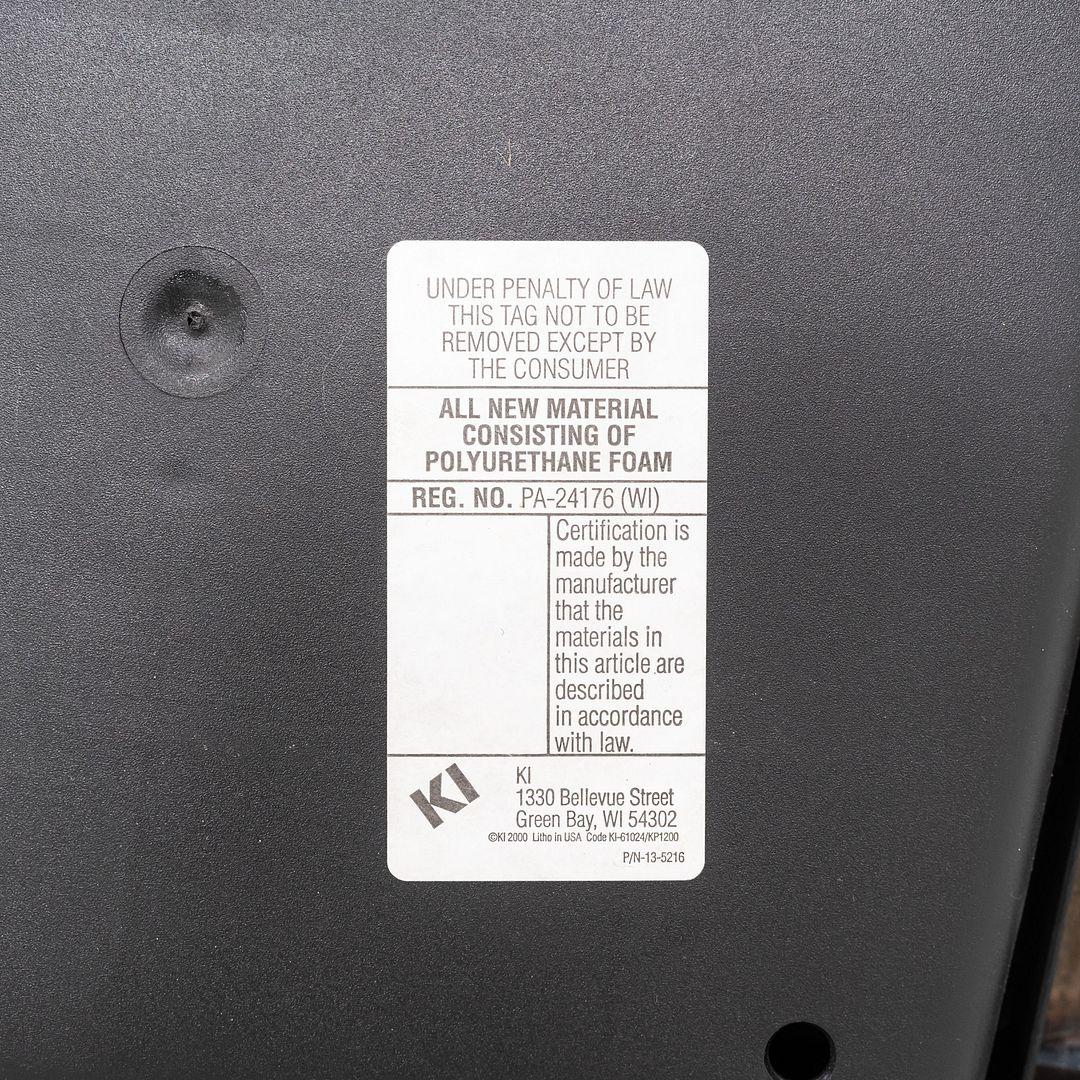 UNDER PENALTY OF LAW
THIS TAG NOT TO BE
REMOVED EXCEPT BY
THE CONSUMER
ALL NEW MATERIAL
CONSISTING OF
POLYURETHANE FOAM
REG. NO. PA-24176 (WI)
Certification is
made by the
manufacturer
that the
materials in
this article are
described
in accordance
with law.
KI
KI
1330 Bellevue Street
Green Bay, WI 54302
©KI 2000 Litho in USA Code KI-61024/KP1200
P/N-13-5216